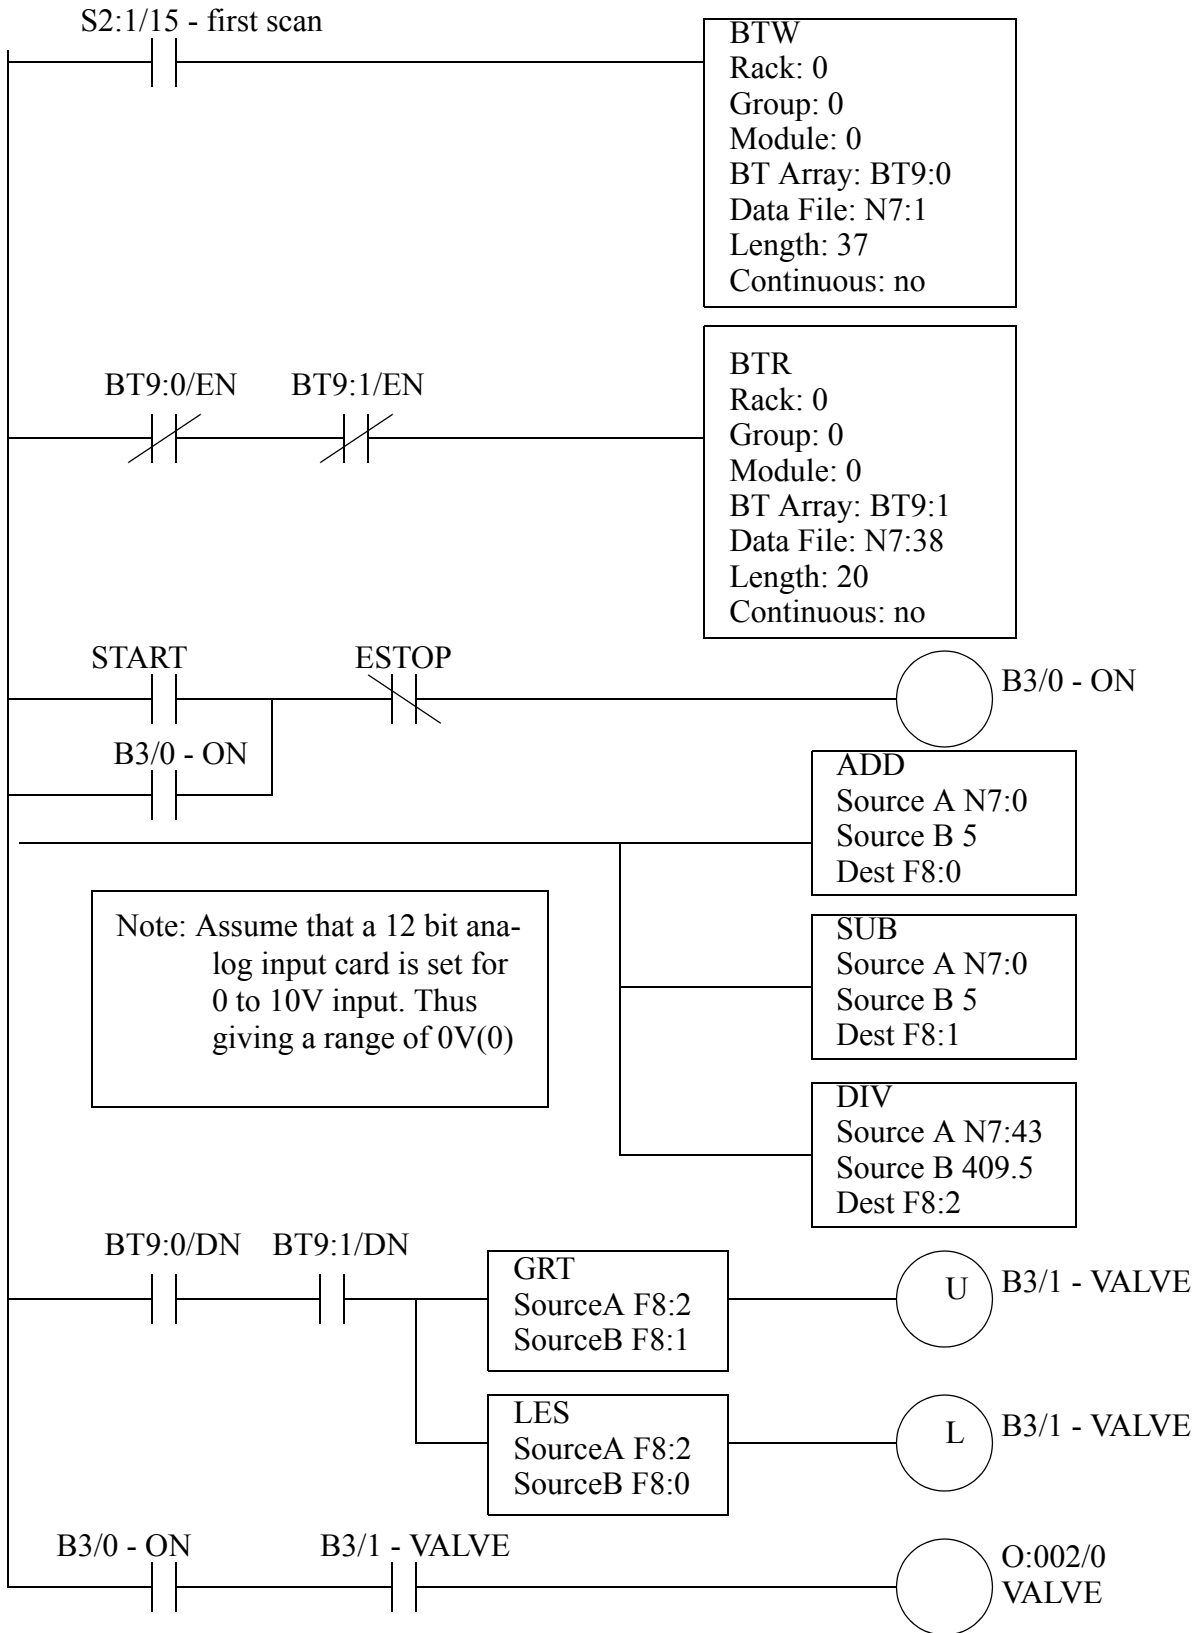 S2:1/15 - first scan
BTW
Rack: 0
Group: 0
Module: 0
BT Array: BT9:0
Data File: N7:1
Length: 37
Continuous: no
BT9:0/EN
BT9:1/EN
BTR
Rack: 0
Group: 0
Module: 0
BT Array: BT9:1
Data File: N7:38
Length: 20
Continuous: no
START
ESTOP
B3/0 - ON
B3/0 - ON
ADD
Source A N7:0
Source B 5
Dest F8:0
Note: Assume that a 12 bit ana-
log input card is set for
0 to 10V input. Thus
giving a range of 0V(0)
SUB
Source A N7:0
Source B 5
Dest F8:1
DIV
Source A N7:43
Source B 409.5
Dest F8:2
BT9:0/DN
BT9:1/DN
GRT
SourceA F8:2
SourceB F8:1
U
B3/1 - VALVE
LES
SourceA F8:2
SourceB F8:0
L
B3/1 - VALVE
B3/0 - ON
B3/1 - VALVE
O:002/0
VALVE